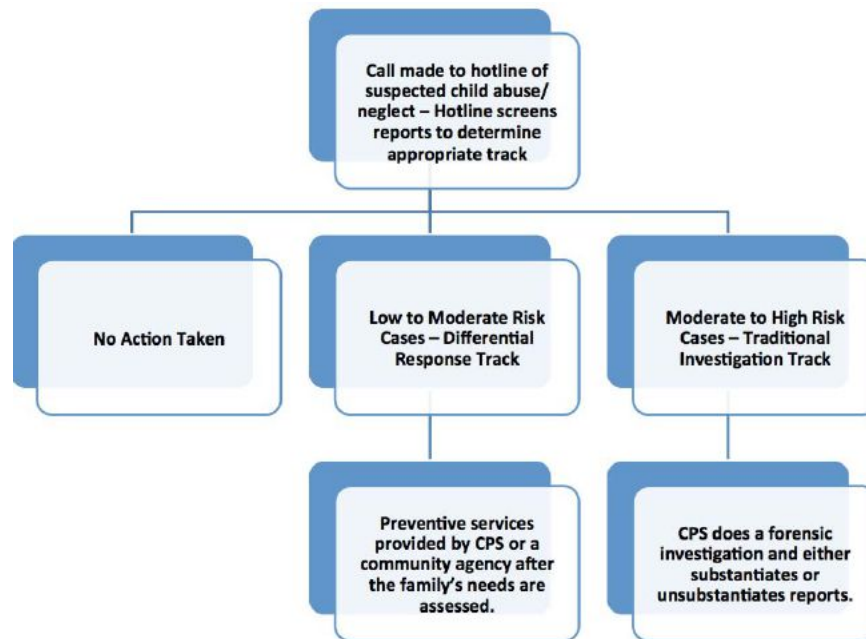 Call made to hotline of
suspected child abuse/
neglect – Hotline screens
reports to determine
appropriate track
No Action Taken
Low to Moderate Risk
Cases – Differential
Response Track
Moderate to High Risk
Cases – Traditional
Investigation Track
Preventive services
provided by CPS or a
community agency after
the family's needs are
assessed.
CPS does a forensic
investigation and either
substantiates or
unsubstantiates reports.